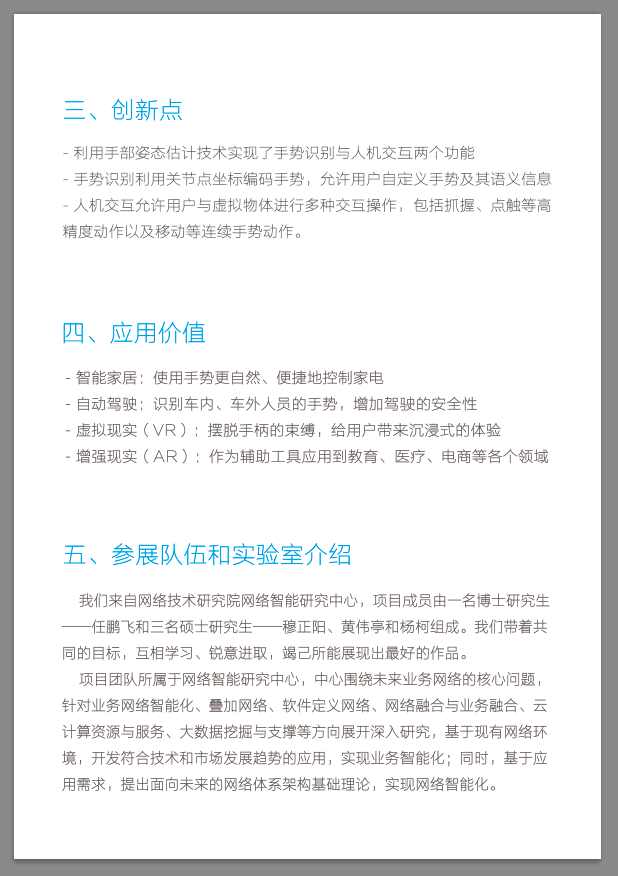 三、创新点
- 利用手部姿态估计技术实现了手势识别与人机交互两个功能
- 手势识别利用关节点坐标编码手势，允许用户自定义手势及其语义信息
- 人机交互允许用户与虚拟物体进行多种交互操作，包括抓握、点触等高
精度动作以及移动等连续手势动作。
四、应用价值
- 智能家居：使用手势更自然、便捷地控制家电
- 自动驾驶：识别车内、车外人员的手势，增加驾驶的安全性
- 虚拟现实（VR）：摆脱手柄的束缚，给用户带来沉浸式的体验
- 增强现实（AR）：作为辅助工具应用到教育、医疗、电商等各个领域
五、参展队伍和实验室介绍
我们来自网络技术研究院网络智能研究中心，项目成员由一名博士研究生
——任鹏飞和三名硕士研究生——穆正阳、黄伟亭和杨柯组成。我们带着共
同的目标，互相学习、锐意进取，竭己所能展现出最好的作品。
项目团队所属于网络智能研究中心，中心围绕未来业务网络的核心问题，
针对业务网络智能化、叠加网络、软件定义网络、网络融合与业务融合、云
计算资源与服务、大数据挖掘与支撑等方向展开深入研究，基于现有网络环
境，开发符合技术和市场发展趋势的应用，实现业务智能化；同时，基于应
用需求，提出面向未来的网络体系架构基础理论，实现网络智能化。